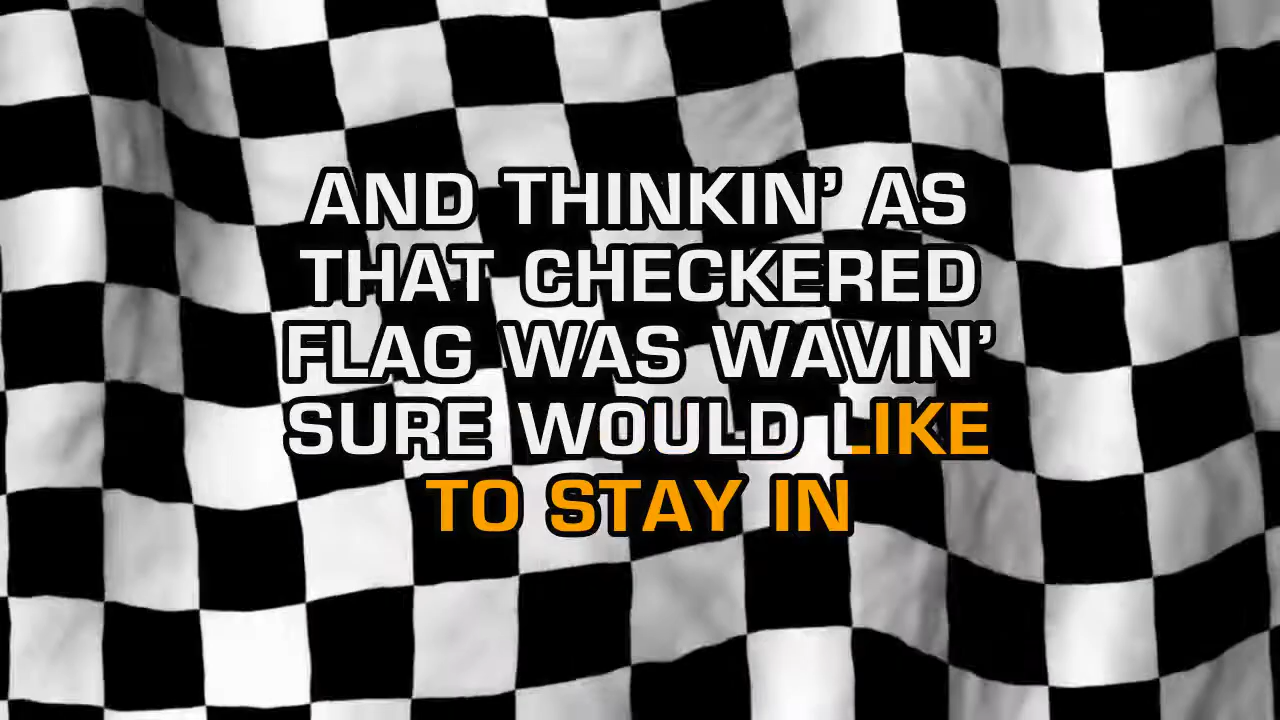 AND THINKIN’ AS
THAT CHECKERED
FLAG WAS WAVIN’
SURE WOULD LIKE
TO STAY IN